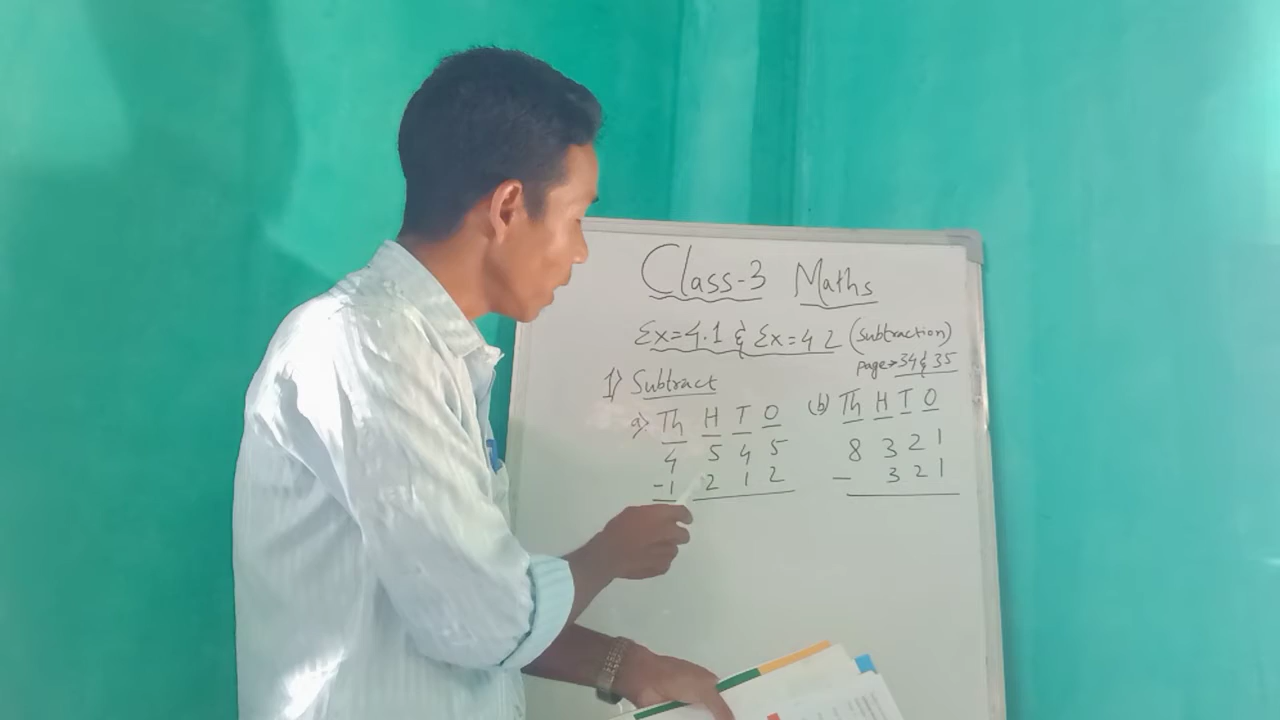 Class-3 Maths
Ex=4.1 & Ex=4.2 (Subtraction)
page→34 & 35
1) Subtract
a) Th H T O (b) Th H T O
4 5 4 5 8 3 2 1
-1 2 1 2 - 3 2 1